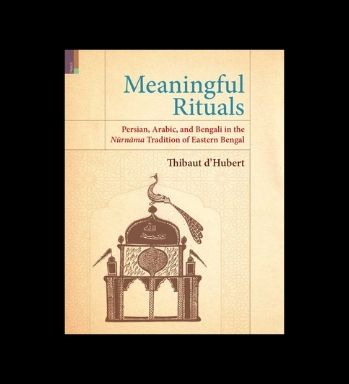 Meaningful
Rituals
Persian, Arabic, and Bengali in the
Nūrnāma Tradition of Eastern Bengal
Thibaut d'Hubert